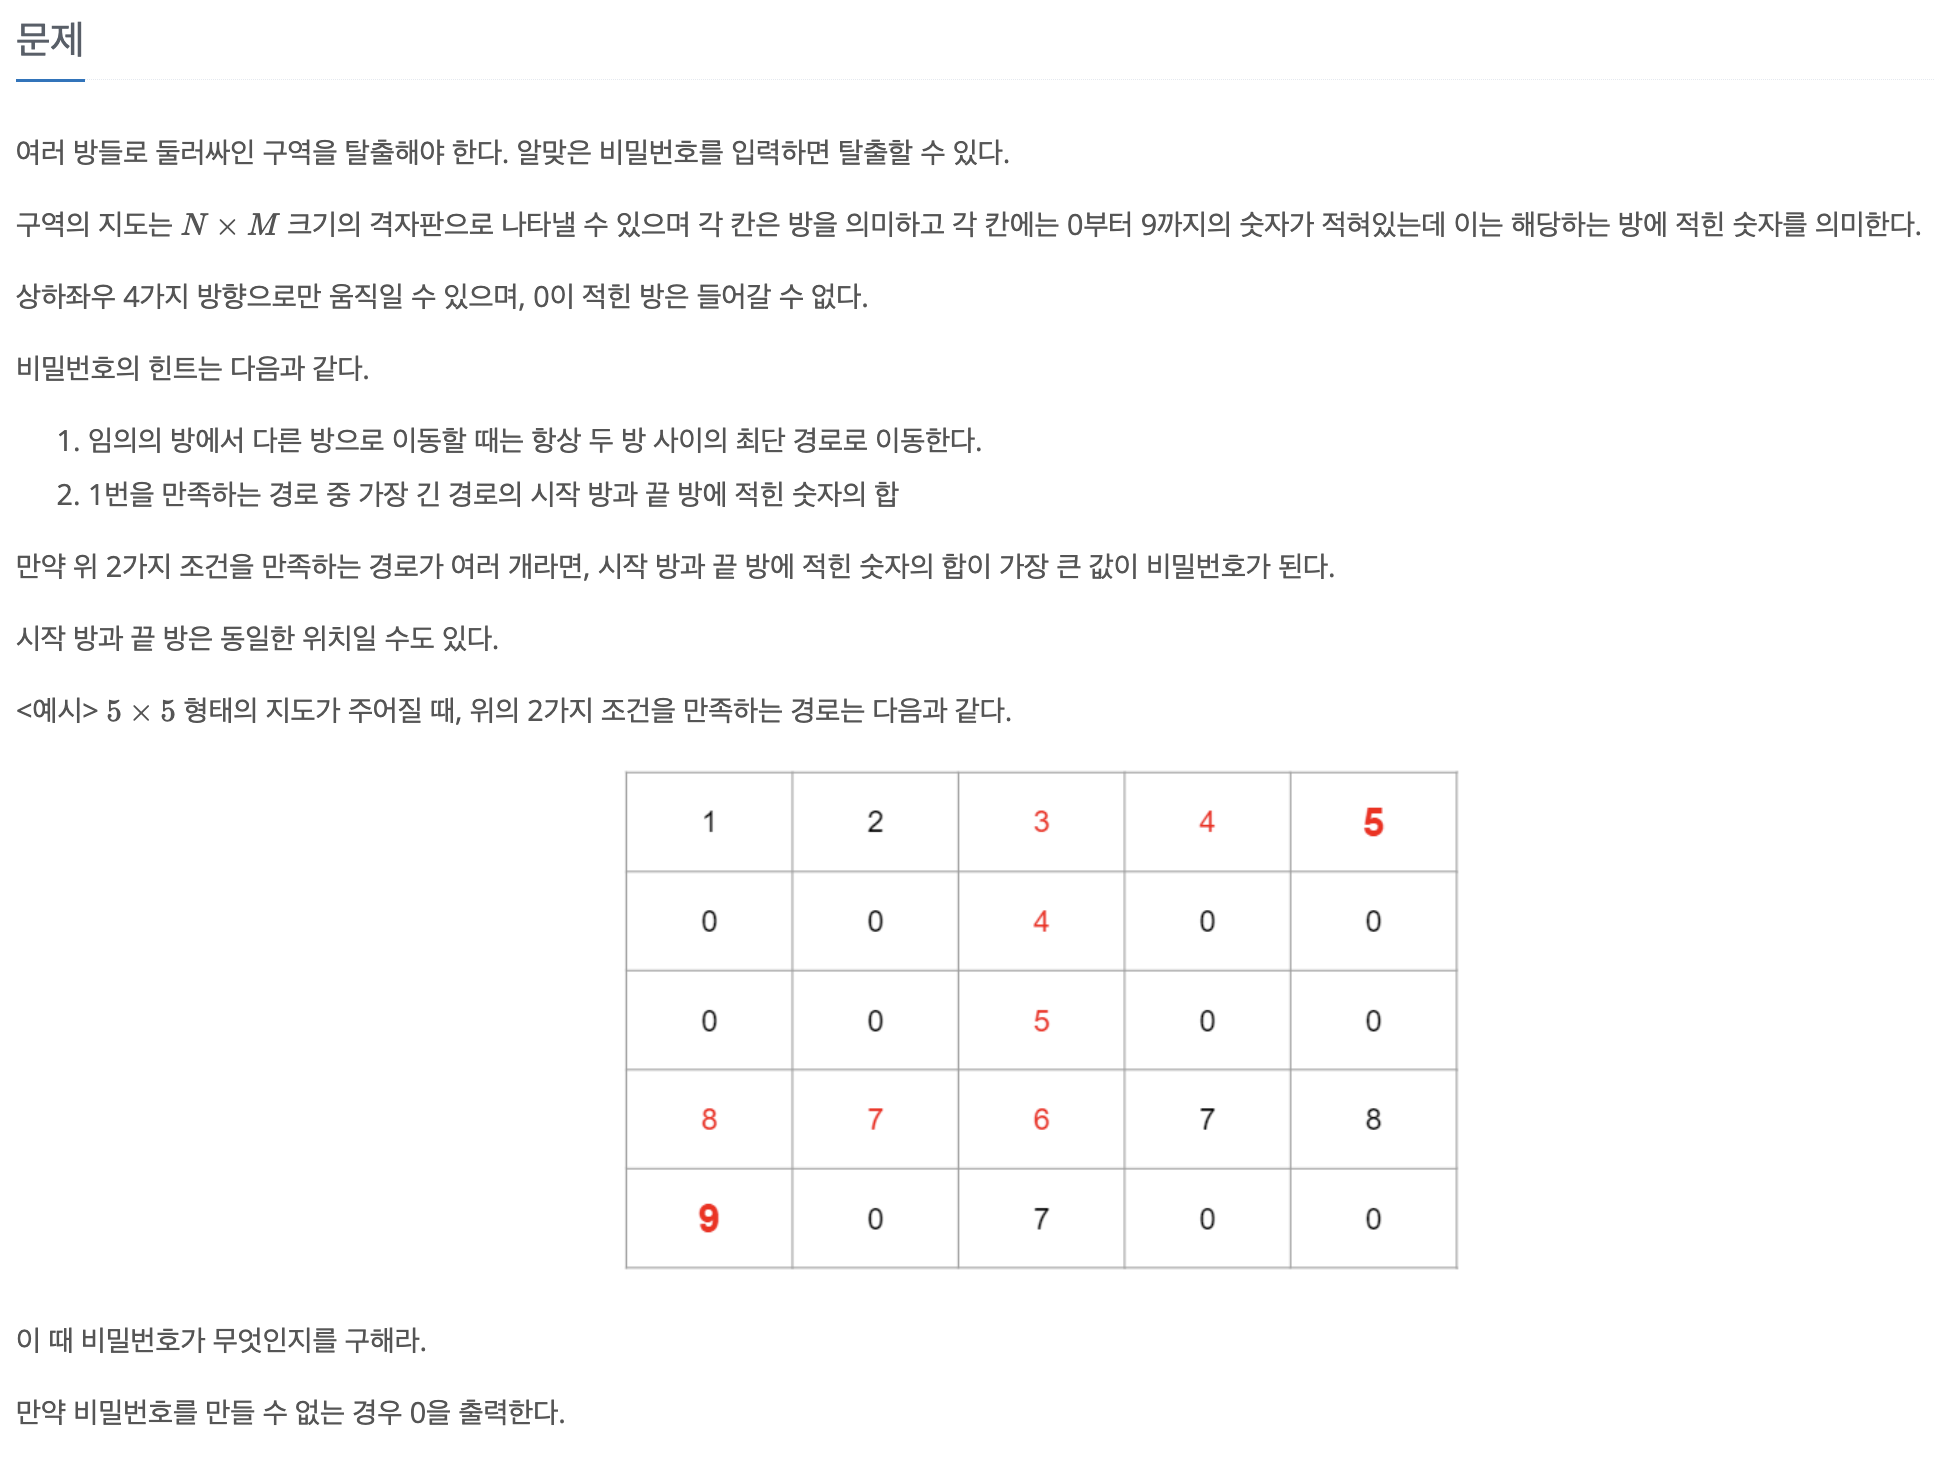 문제
여러 방들로 둘러싸인 구역을 탈출해야 한다. 알맞은 비밀번호를 입력하면 탈출할 수 있다.
구역의 지도는 N × M 크기의 격자판으로 나타낼 수 있으며 각 칸은 방을 의미하고 각 칸에는 0부터 9까지의 숫자가 적혀있는데 이는 해당하는 방에 적힌 숫자를 의미한다.
상하좌우 4가지 방향으로만 움직일 수 있으며, 0이 적힌 방은 들어갈 수 없다.
비밀번호의 힌트는 다음과 같다.
1. 임의의 방에서 다른 방으로 이동할 때는 항상 두 방 사이의 최단 경로로 이동한다.
2. 1번을 만족하는 경로 중 가장 긴 경로의 시작 방과 끝 방에 적힌 숫자의 합
만약 위 2가지 조건을 만족하는 경로가 여러 개라면, 시작 방과 끝 방에 적힌 숫자의 합이 가장 큰 값이 비밀번호가 된다.
시작 방과 끝 방은 동일한 위치일 수도 있다.
<예시> 5 × 5 형태의 지도가 주어질 때, 위의 2가지 조건을 만족하는 경로는 다음과 같다.
1 2 3 4 5
0 0 4 0 0
0 0 5 0 0
8 7 6 7 8
9 0 7 0 0
이 때 비밀번호가 무엇인지를 구해라.
만약 비밀번호를 만들 수 없는 경우 0을 출력한다.